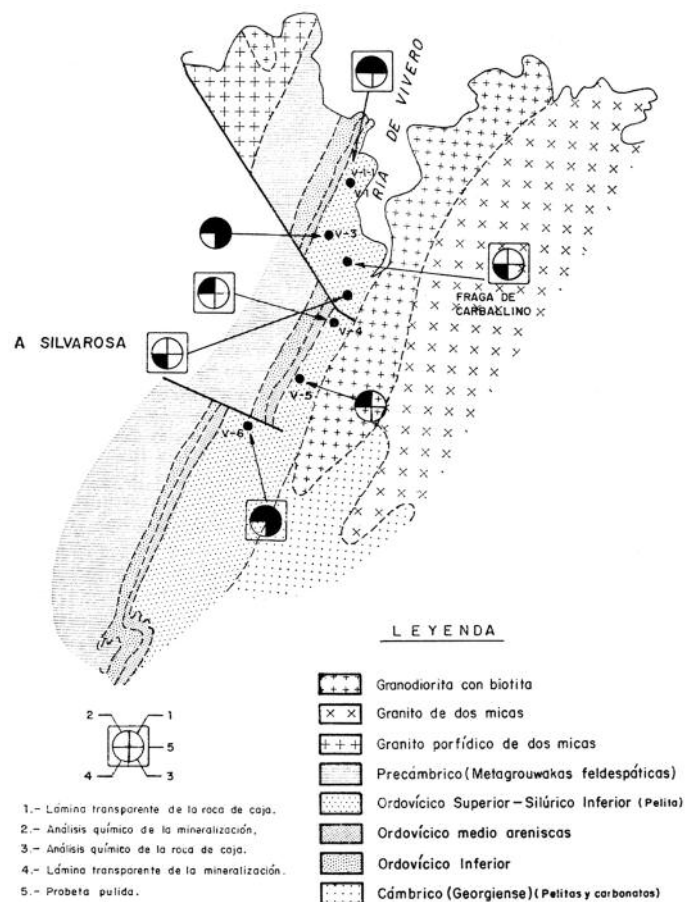 RIA DE VIVERO
V-I-I
V I
V-3
FRAGA DE
CARBALLINO
V-4
A SILVAROSA
V-5
V-6
LEYENDA
Granodiorita con biotita
Granito de dos micas
Granito porfídico de dos micas
Precámbrico (Metagrouwakas feldespáticas)
Ordovícico Superior-Silúrico Inferior (Pelita)
Ordovícico medio areniscas
Ordovícico Inferior
Cámbrico (Georgiense) (Pelitas y carbonatos)
2 1
5
4 3
1.- Lámina transparente de la roca de caja.
2.- Análisis químico de la mineralización,
3.- Análisis químico de la roca de caja.
4.- Lámina transparente de la mineralización.
5.- Probeta pulida.